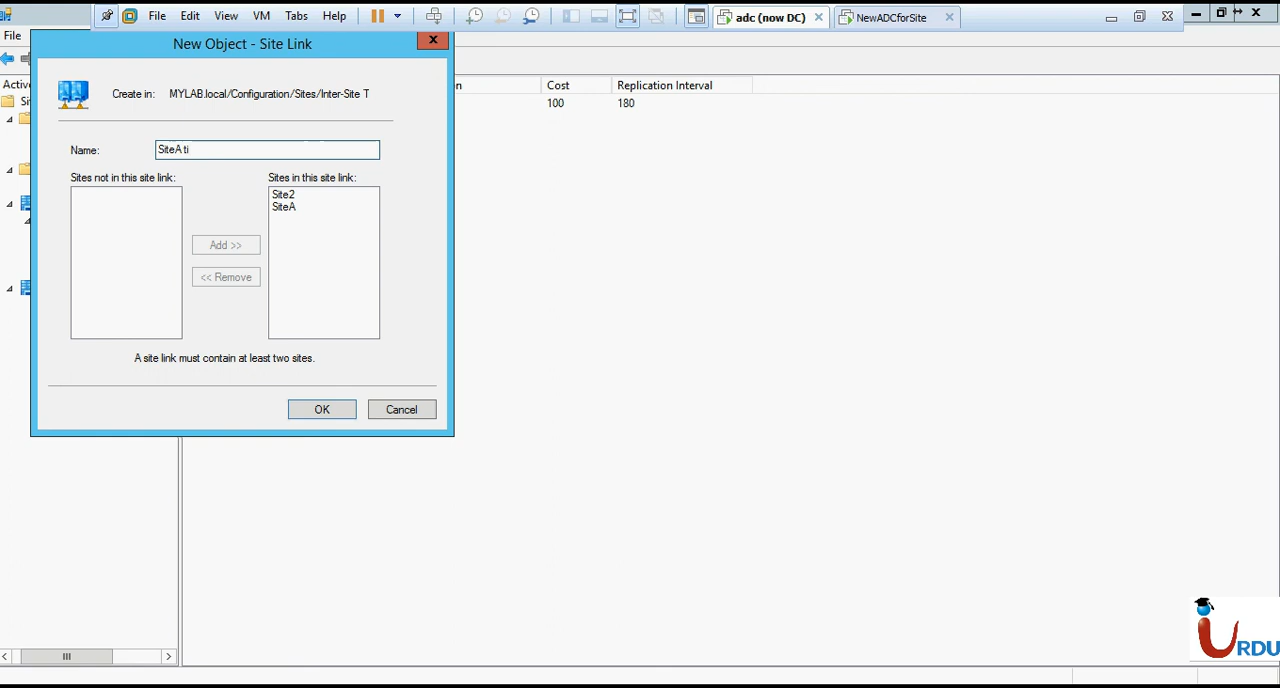 File Edit View VM Tabs Help adc (now DC) NewADCforSite
File
New Object - Site Link
Create in: MYLAB.local/Configuration/Sites/Inter-Site T
Name: SiteA ti
Sites not in this site link: Sites in this site link:
Site2
SiteA
Add >>
<< Remove
A site link must contain at least two sites.
OK Cancel
Cost Replication Interval
100 180
URDU